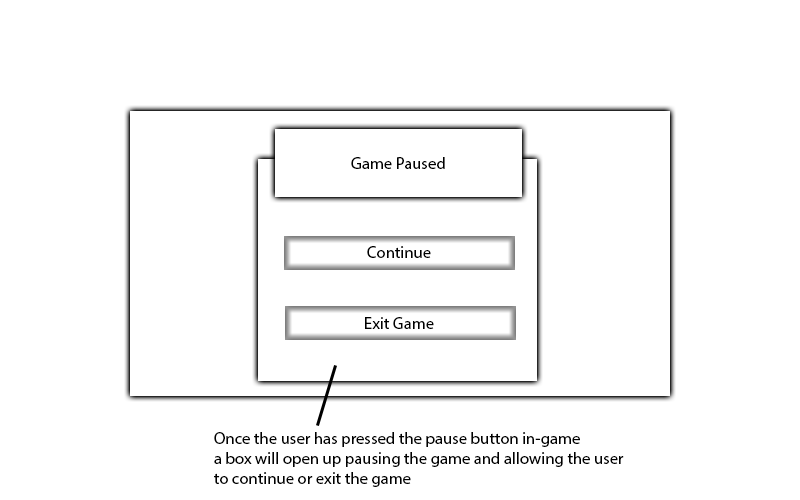 Game Paused
Continue
Exit Game
Once the user has pressed the pause button in-game
a box will open up pausing the game and allowing the user
to continue or exit the game